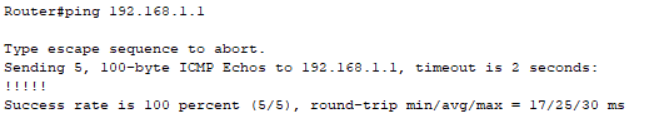 Router#ping 192.168.1.1
Type escape sequence to abort.
Sending 5, 100-byte ICMP Echos to 192.168.1.1, timeout is 2 seconds:
!!!!!
Success rate is 100 percent (5/5), round-trip min/avg/max = 17/25/30 ms